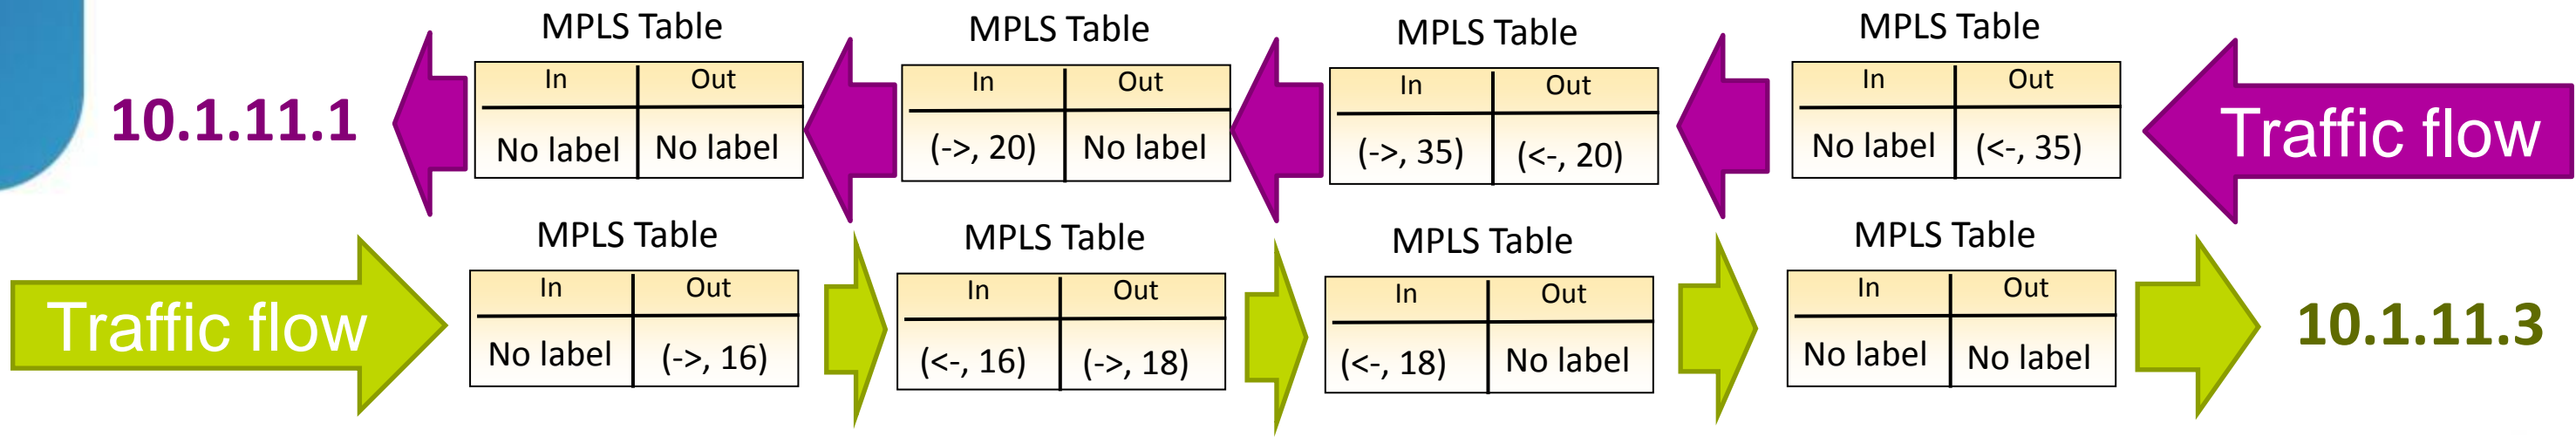 MPLS Table MPLS Table MPLS Table MPLS Table
In Out In Out In Out In Out
10.1.11.1 No label No label (->, 20) No label (->, 35) (<-, 20) No label (<-, 35) Traffic flow
MPLS Table MPLS Table MPLS Table MPLS Table
In Out In Out In Out In Out
Traffic flow No label (->, 16) (<-, 16) (->, 18) (<-, 18) No label No label No label 10.1.11.3